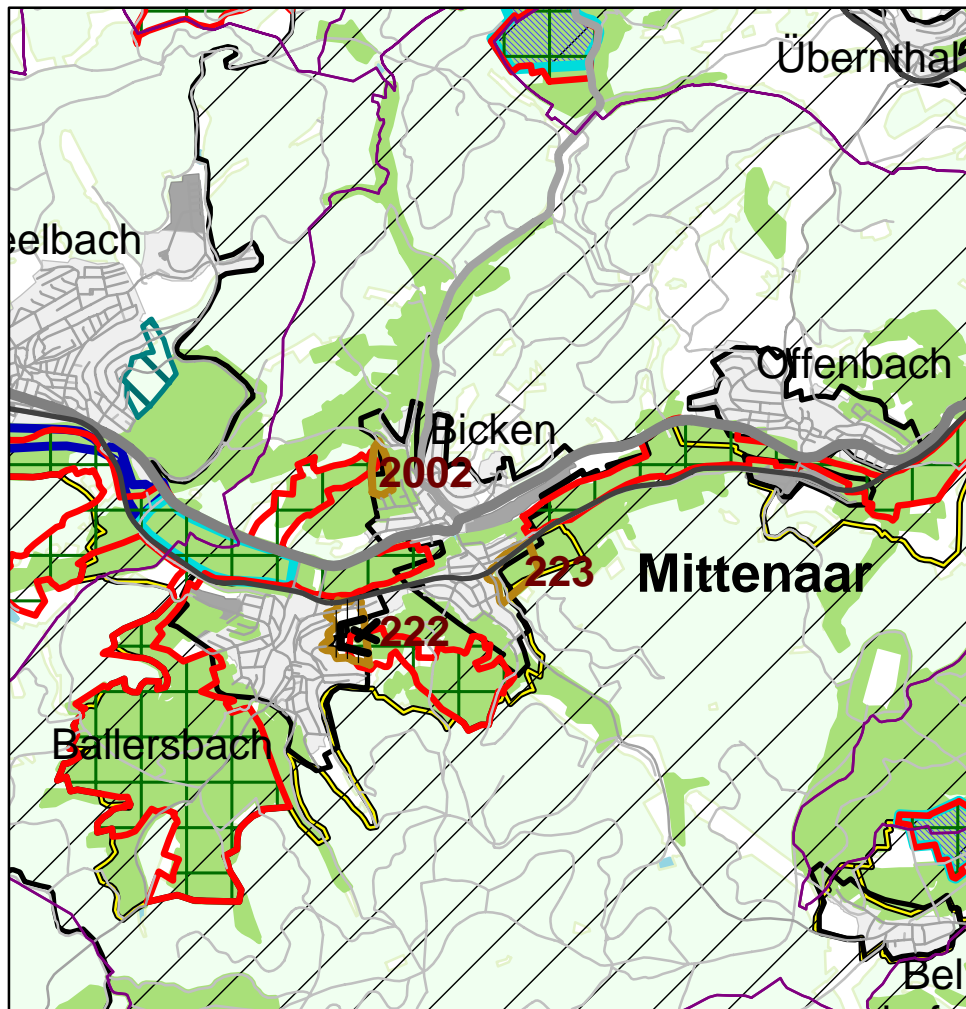 Übernthal
eelbach
Offenbach
Bicken
2002
223
Mittenaar
222
Ballersbach
Bel